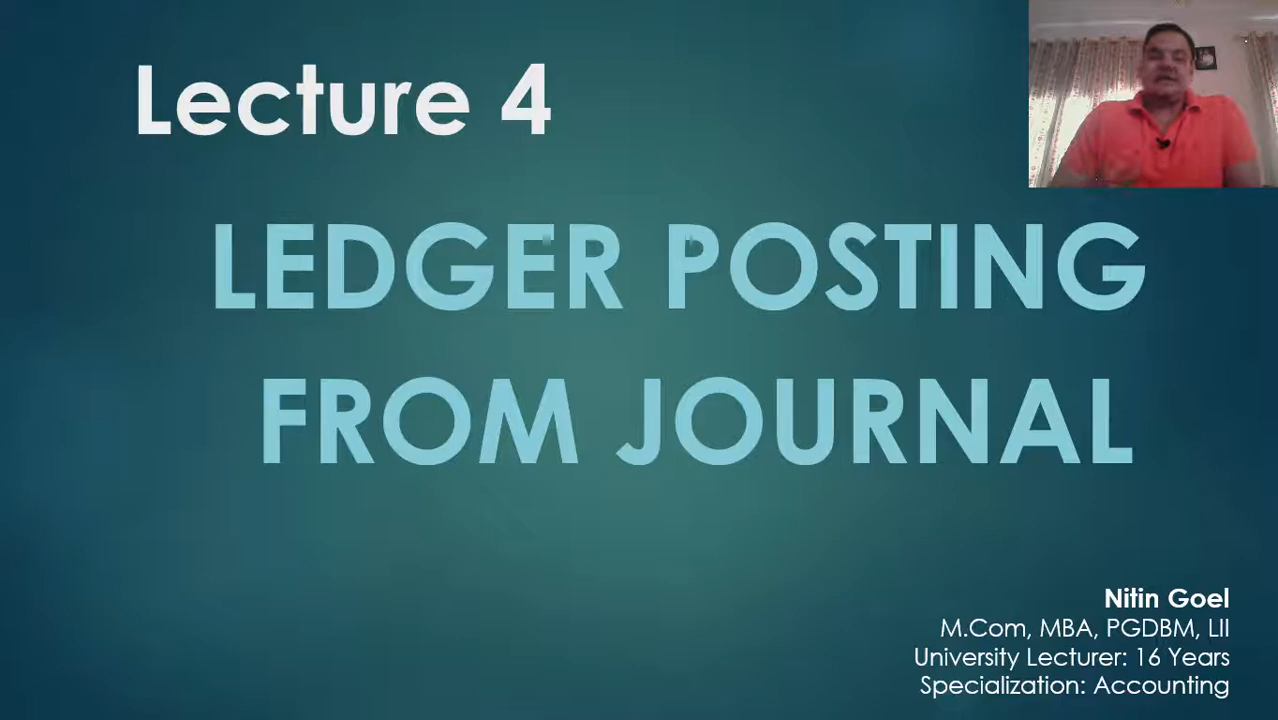 Lecture 4
LEDGER POSTING
FROM JOURNAL
Nitin Goel
M.Com, MBA, PGDBM, LII
University Lecturer: 16 Years
Specialization: Accounting